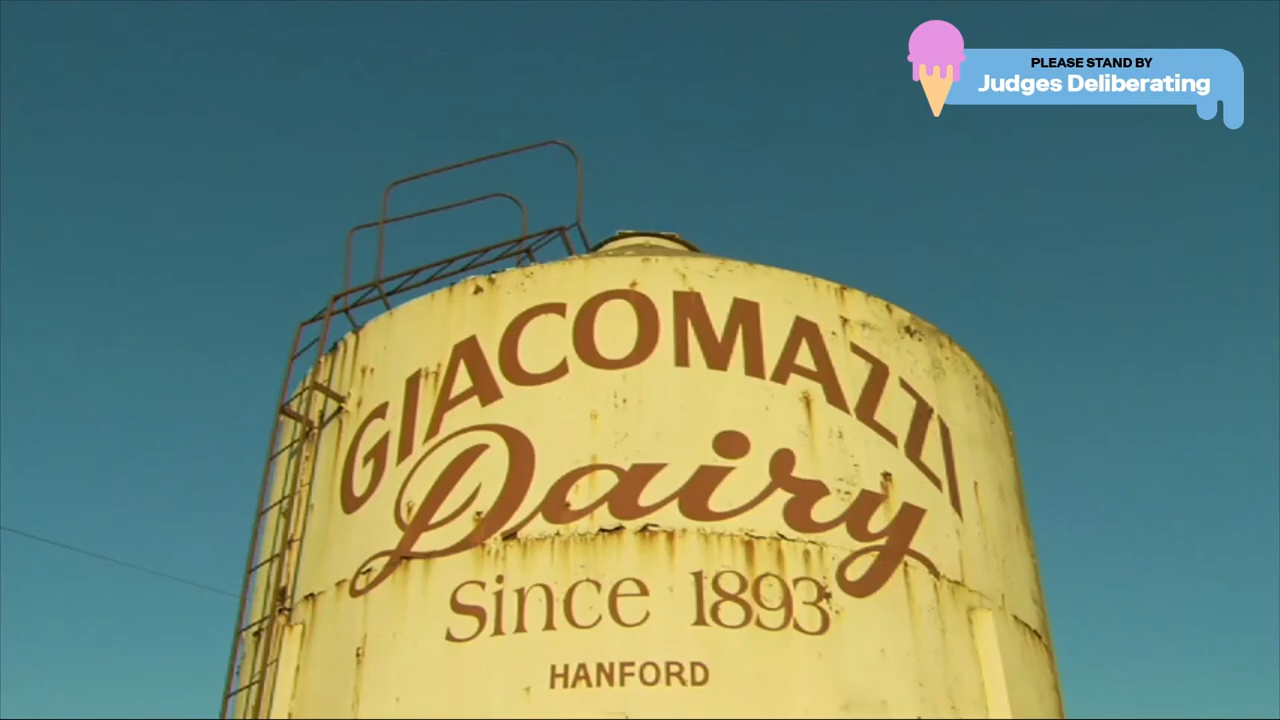 PLEASE STAND BY
Judges Deliberating
GIACOMAZZI
Dairy
Since 1893
HANFORD